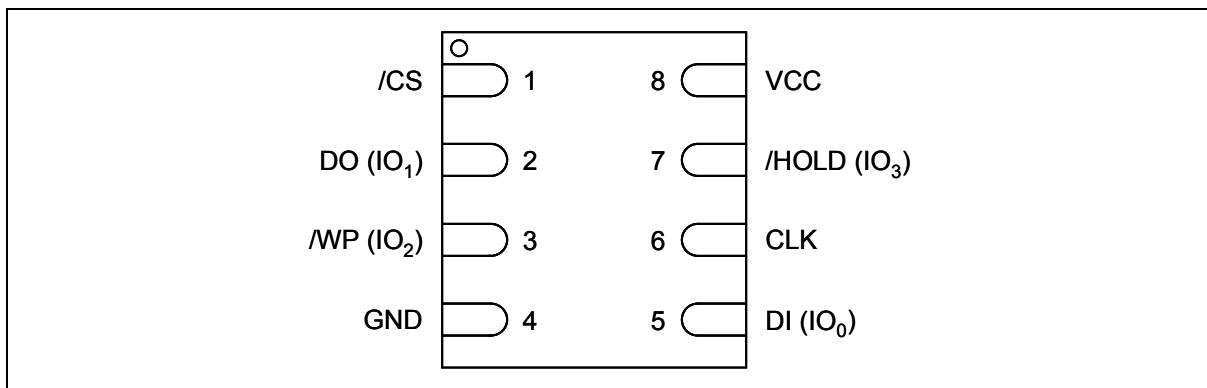 /CS 1 8 VCC
DO (IO₁) 2 7 /HOLD (IO₃)
/WP (IO₂) 3 6 CLK
GND 4 5 DI (IO₀)